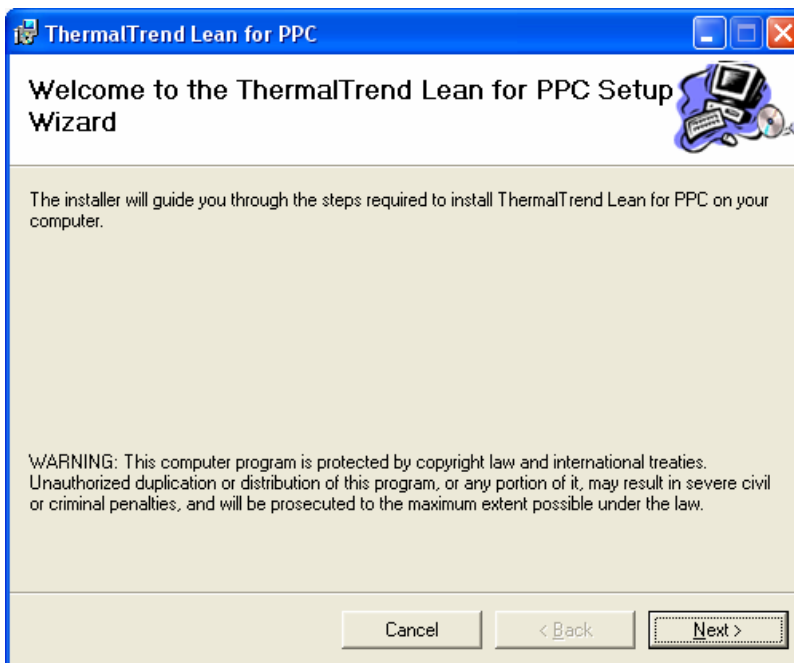 ThermalTrend Lean for PPC
Welcome to the ThermalTrend Lean for PPC Setup
Wizard
The installer will guide you through the steps required to install ThermalTrend Lean for PPC on your
computer.
WARNING: This computer program is protected by copyright law and international treaties.
Unauthorized duplication or distribution of this program, or any portion of it, may result in severe civil
or criminal penalties, and will be prosecuted to the maximum extent possible under the law.
Cancel < Back Next >